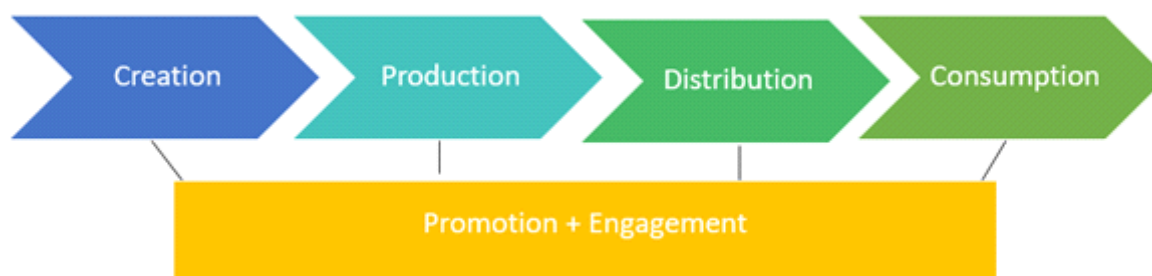 Creation
Production
Distribution
Consumption
Promotion + Engagement